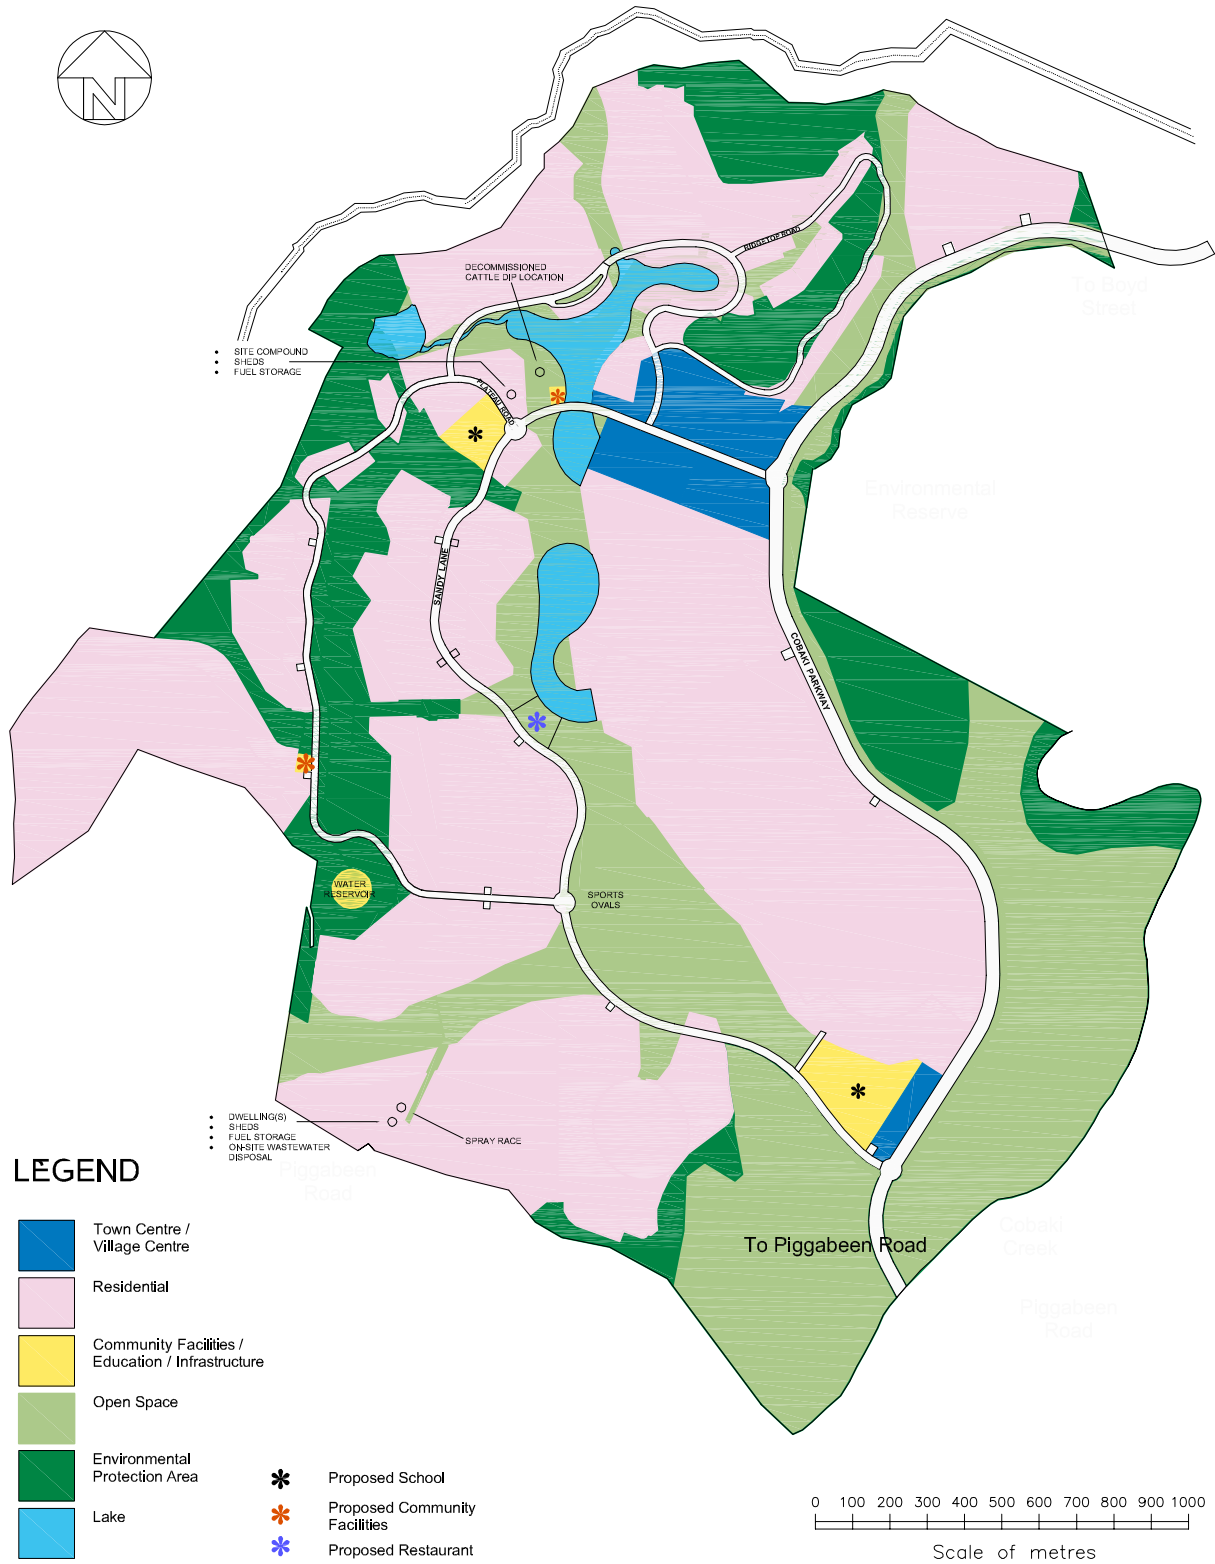 N
RIDGETOP ROAD
DECOMMISSIONED
CATTLE DIP LOCATION
To Boyd
Street
• SITE COMPOUND
• SHEDS
• FUEL STORAGE
PLATEAU ROAD
Environmental
Reserve
SANDY LANE
COBAKI PARKWAY
WATER
RESERVOIR
SPORTS
OVALS
• DWELLING(S)
• SHEDS
• FUEL STORAGE
• ON-SITE WASTEWATER
DISPOSAL
SPRAY RACE
Piggabeen
Road
Cobaki
Creek
To Piggabeen Road
Piggabeen
Road
LEGEND
Town Centre /
Village Centre
Residential
Community Facilities /
Education / Infrastructure
Open Space
Environmental
Protection Area
Lake
Proposed School
Proposed Community
Facilities
Proposed Restaurant
0 100 200 300 400 500 600 700 800 900 1000
Scale of metres